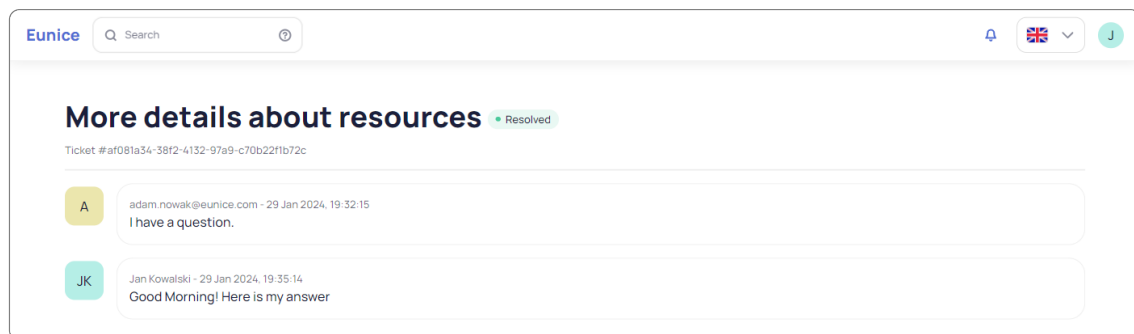 Eunice
Search
J
More details about resources
Resolved
Ticket #af081a34-38f2-4132-97a9-c70b22f1b72c
A
adam.nowak@eunice.com - 29 Jan 2024, 19:32:15
I have a question.
JK
Jan Kowalski - 29 Jan 2024, 19:35:14
Good Morning! Here is my answer